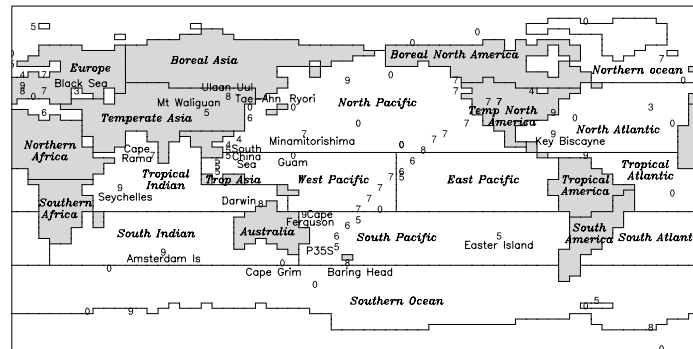 Boreal Asia
Boreal North America
Europe
Northern ocean
Black Sea
Ulaan Uul
Mt Waliguan
Tae-Ahn Ryori
North Pacific
Temp North America
Temperate Asia
North Atlantic
Northern Africa
Cape Rama
South China Sea
Minamitorishima
Guam
Key Biscayne
Tropical Indian
Trop Asia
West Pacific
East Pacific
Tropical America
Tropical Atlantic
Seychelles
Southern Africa
Darwin
Cape Ferguson
South Indian
Australia
South Pacific
South America
South Atlant
P35S
Easter Island
Amsterdam Is
Cape Grim
Baring Head
Southern Ocean